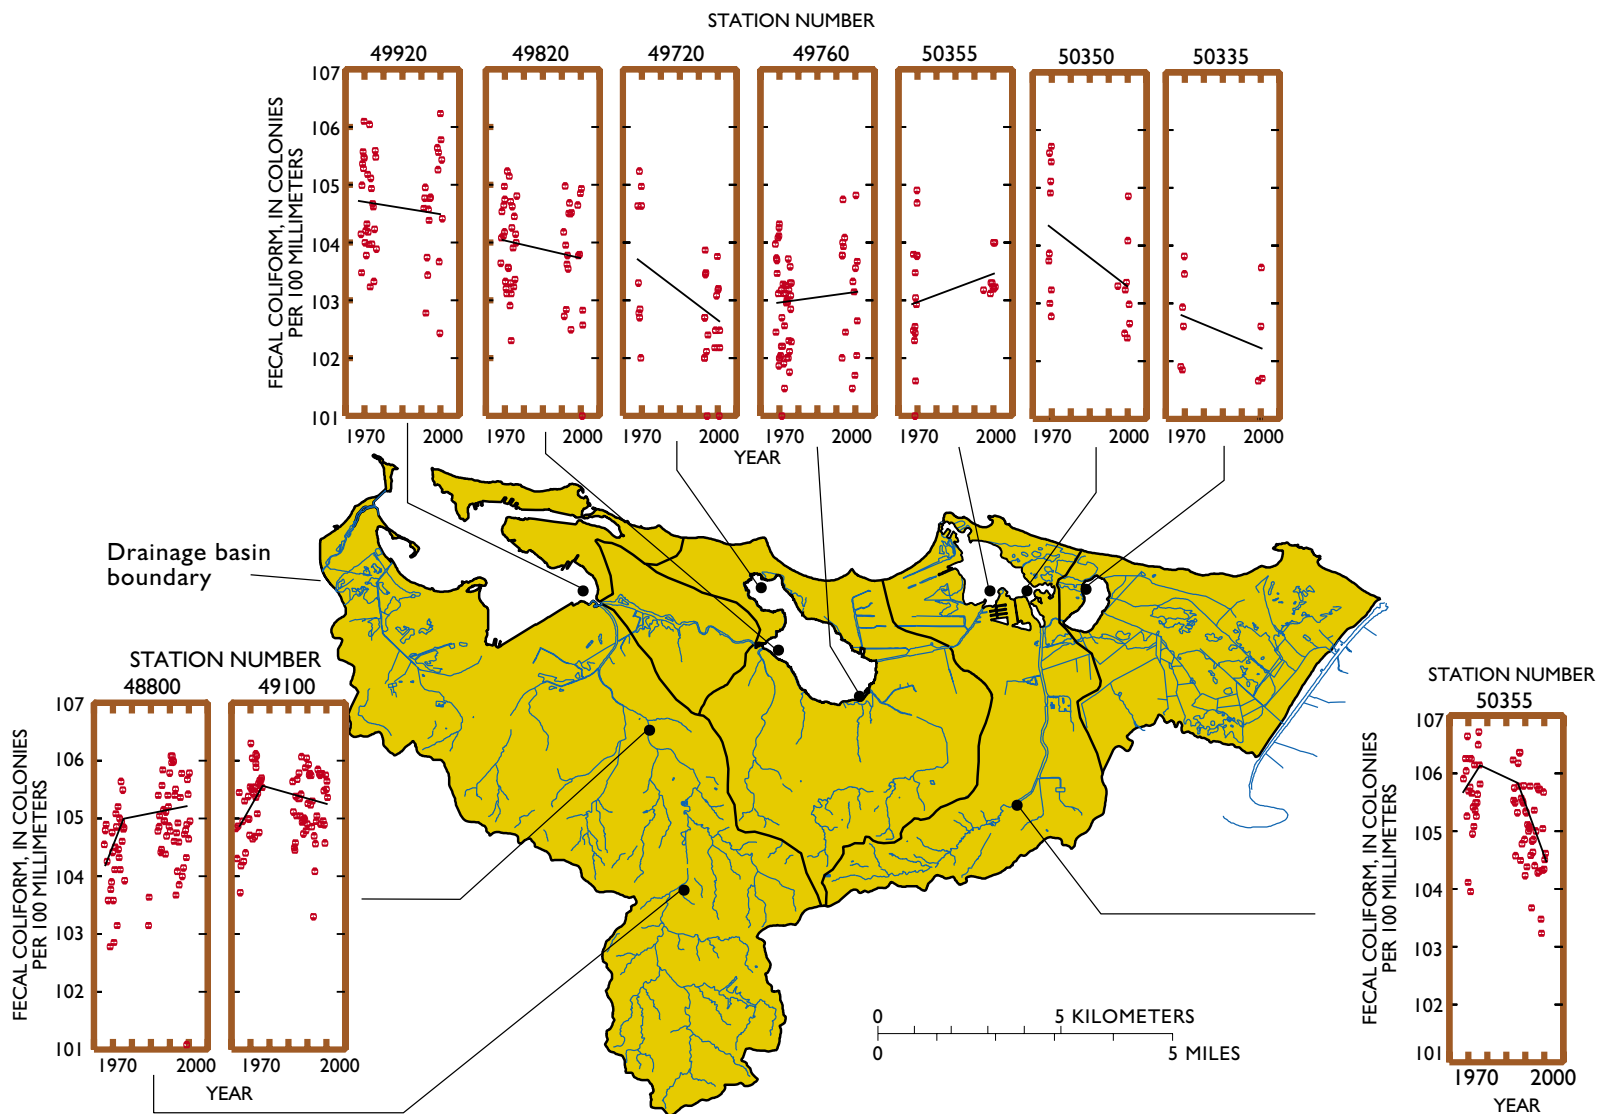 STATION NUMBER
49920 49820 49720 49760 50355 50350 50335
FECAL COLIFORM, IN COLONIES
PER 100 MILLIMETERS
107
106
105
104
103
102
101
1970 2000 1970 2000 1970 2000 1970 2000 1970 2000 1970 2000 1970 2000
YEAR
Drainage basin
boundary
STATION NUMBER
48800 49100
FECAL COLIFORM, IN COLONIES
PER 100 MILLIMETERS
107
106
105
104
103
102
101
1970 2000 1970 2000
YEAR
STATION NUMBER
50355
FECAL COLIFORM, IN COLONIES
PER 100 MILLIMETERS
107
106
105
104
103
102
101
1970 2000
YEAR
0 5 KILOMETERS
0 5 MILES